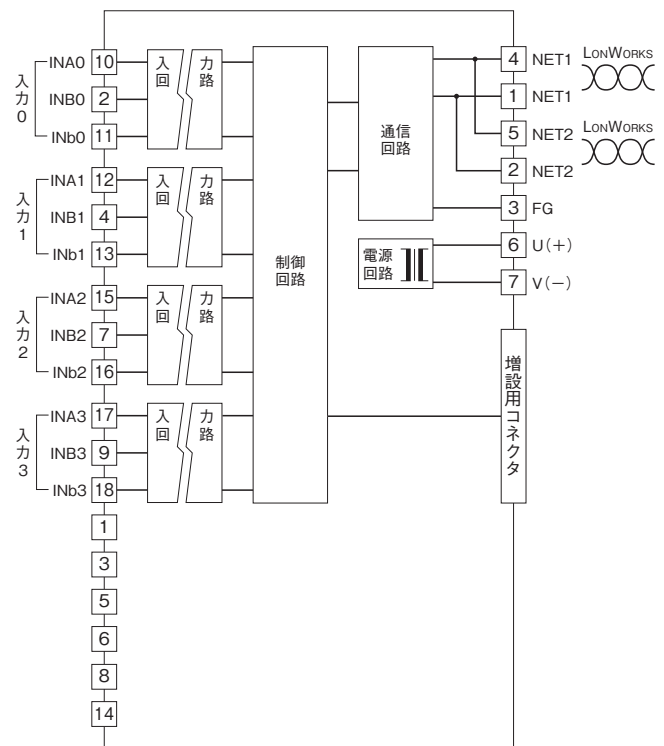 入力0
INA0 10
INB0 2
INb0 11
入 力
回 路
入力1
INA1 12
INB1 4
INb1 13
入 力
回 路
入力2
INA2 15
INB2 7
INb2 16
入 力
回 路
入力3
INA3 17
INB3 9
INb3 18
入 力
回 路
1
3
5
6
8
14
制御
回路
通信
回路
電源
回路
4 NET1 LONWORKS
1 NET1
5 NET2 LONWORKS
2 NET2
3 FG
6 U(+)
7 V(−)
増設用コネクタ